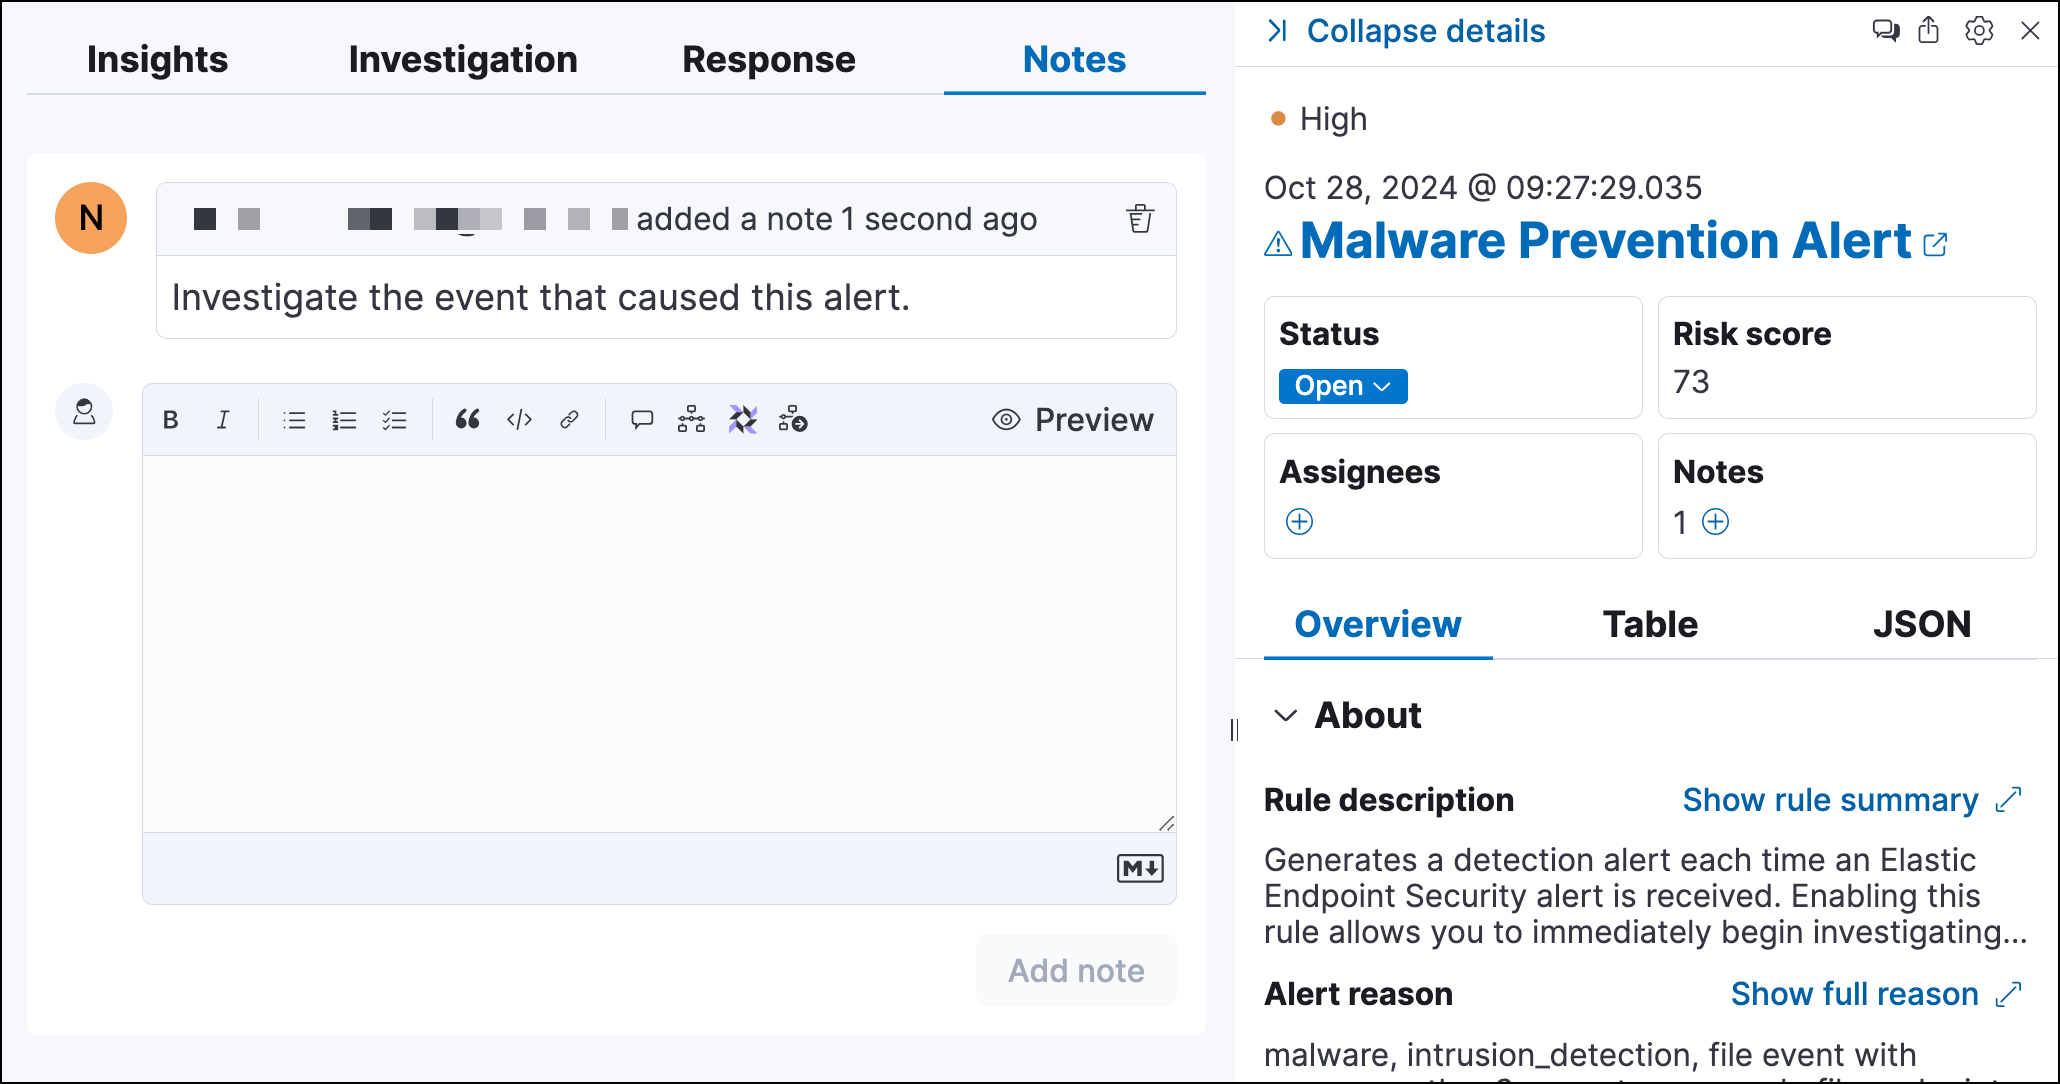 Insights
Investigation
Response
Notes
N
added a note 1 second ago
Investigate the event that caused this alert.
B
I
Preview
M
Add note
Collapse details
High
Oct 28, 2024 @ 09:27:29.035
Malware Prevention Alert
Status
Open
Risk score
73
Assignees
Notes
1
Overview
Table
JSON
About
Rule description
Show rule summary
Generates a detection alert each time an Elastic
Endpoint Security alert is received. Enabling this
rule allows you to immediately begin investigating...
Alert reason
Show full reason
malware, intrusion_detection, file event with